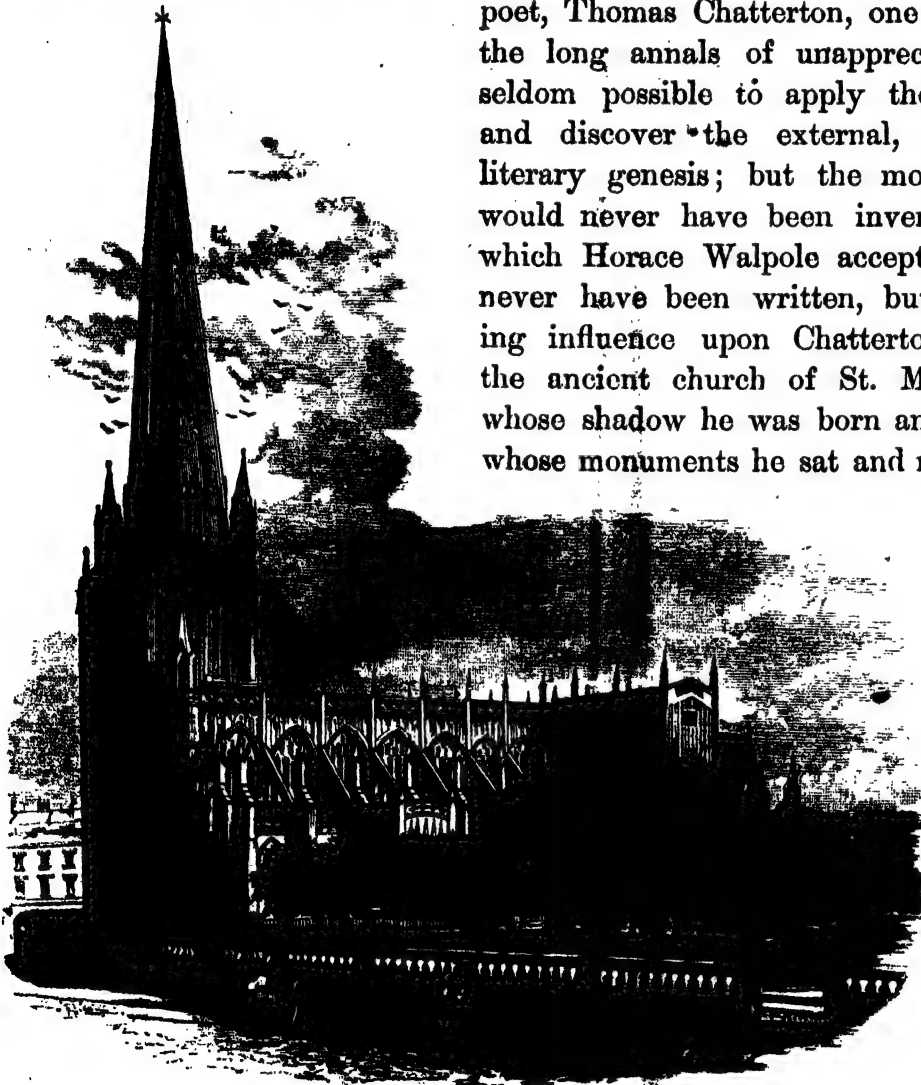 poet, Thomas Chatterton, one
the long annals of unapprec
seldom possible to apply the
and discover the external,
literary genesis; but the mo
would never have been inven
which Horace Walpole accept
never have been written, bu
ing influence upon Chatterto
the ancient church of St. M
whose shadow he was born an
whose monuments he sat and